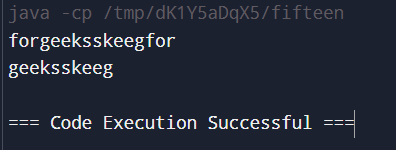 java -cp /tmp/dK1Y5aDqX5/fifteen
forgeeksskeegfor
geeksskeeg
=== Code Execution Successful ===